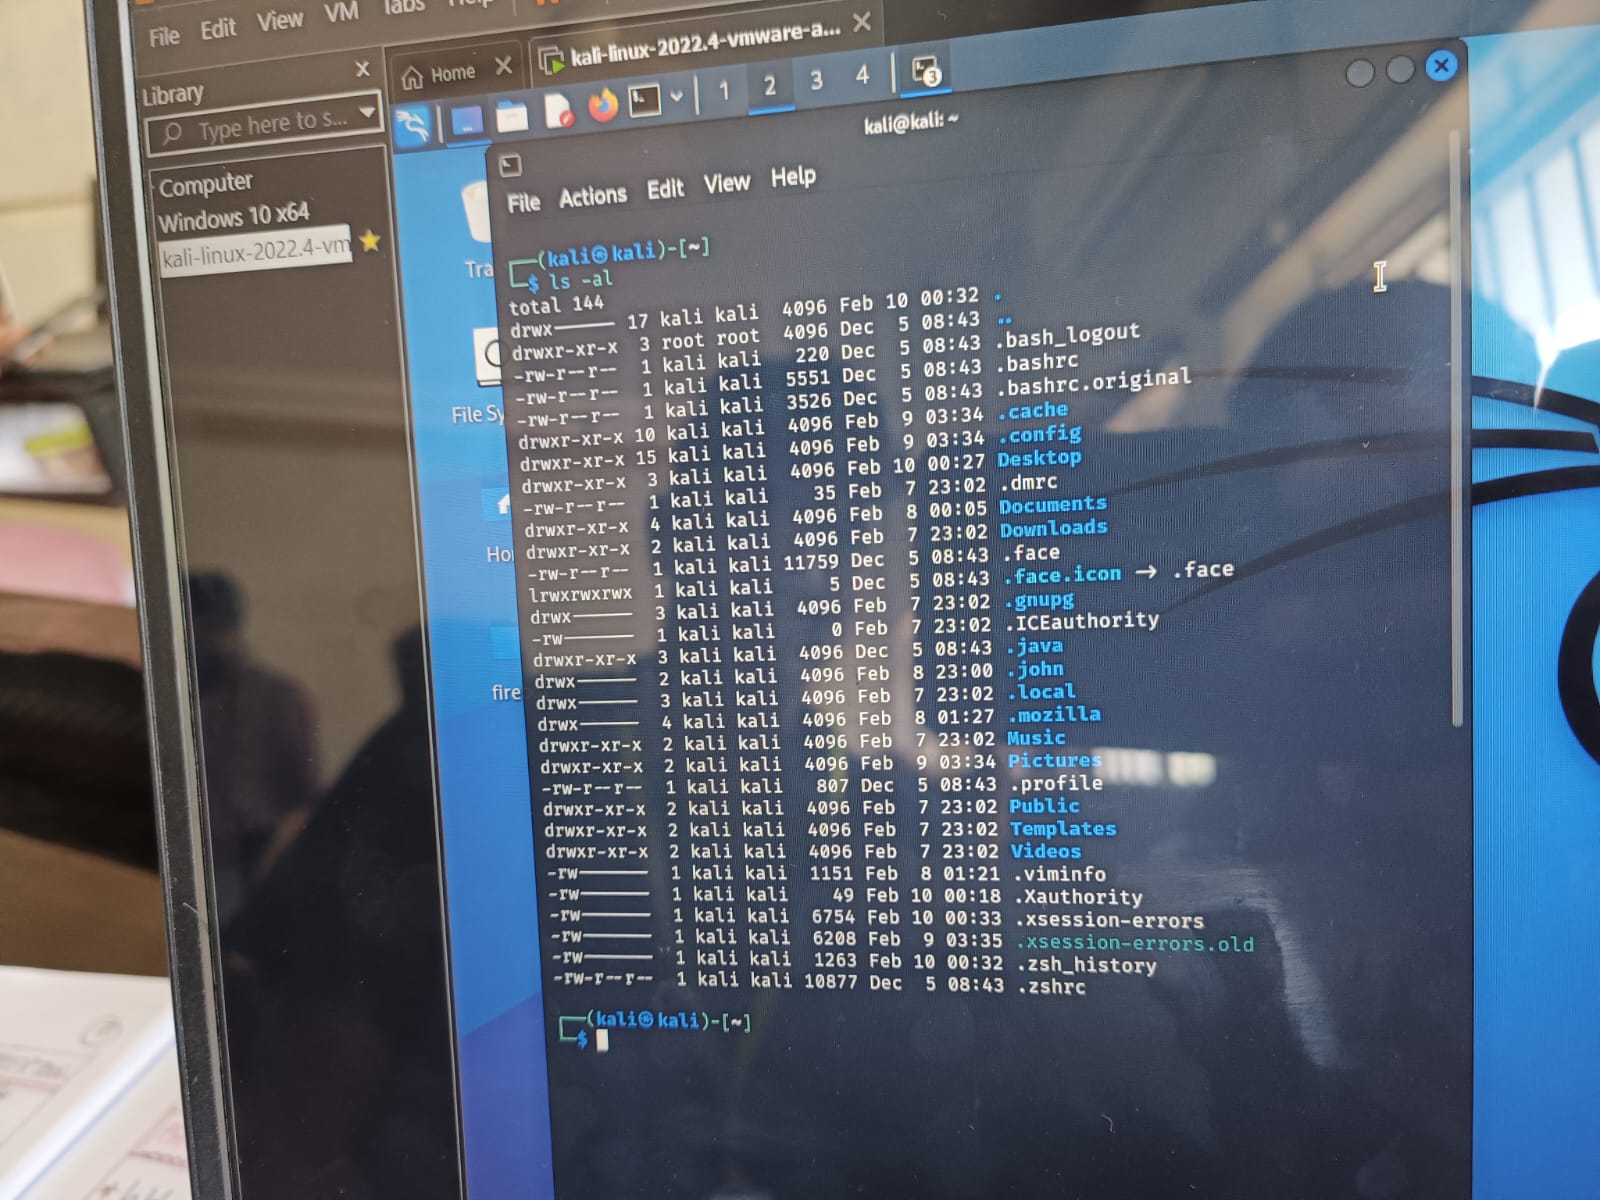 File Edit View VM Tabs Help
Library
Type here to s...
Computer
Windows 10 x64
kali-linux-2022.4-vm
Home
kali-linux-2022.4-vmware-a...
1 2 3 4
3
kali@kali: ~
File Actions Edit View Help
Tra
File Sy
Ho
fire
(kali㉿kali)-[~]
$ ls -al
total 144
drwx------ 17 kali kali 4096 Feb 10 00:32 .
drwxr-xr-x 3 root root 4096 Dec 5 08:43 ..
-rw-r--r-- 1 kali kali 220 Dec 5 08:43 .bash_logout
-rw-r--r-- 1 kali kali 5551 Dec 5 08:43 .bashrc
-rw-r--r-- 1 kali kali 3526 Dec 5 08:43 .bashrc.original
drwxr-xr-x 10 kali kali 4096 Feb 9 03:34 .cache
drwxr-xr-x 15 kali kali 4096 Feb 9 03:34 .config
drwxr-xr-x 3 kali kali 4096 Feb 10 00:27 Desktop
-rw-r--r-- 1 kali kali 35 Feb 7 23:02 .dmrc
drwxr-xr-x 4 kali kali 4096 Feb 8 00:05 Documents
drwxr-xr-x 2 kali kali 4096 Feb 7 23:02 Downloads
-rw-r--r-- 1 kali kali 11759 Dec 5 08:43 .face
lrwxrwxrwx 1 kali kali 5 Dec 5 08:43 .face.icon → .face
drwx------ 3 kali kali 4096 Feb 7 23:02 .gnupg
-rw------- 1 kali kali 0 Feb 7 23:02 .ICEauthority
drwxr-xr-x 3 kali kali 4096 Dec 5 08:43 .java
drwx------ 2 kali kali 4096 Feb 8 23:00 .john
drwx------ 3 kali kali 4096 Feb 7 23:02 .local
drwx------ 4 kali kali 4096 Feb 8 01:27 .mozilla
drwxr-xr-x 2 kali kali 4096 Feb 7 23:02 Music
drwxr-xr-x 2 kali kali 4096 Feb 9 03:34 Pictures
-rw-r--r-- 1 kali kali 807 Dec 5 08:43 .profile
drwxr-xr-x 2 kali kali 4096 Feb 7 23:02 Public
drwxr-xr-x 2 kali kali 4096 Feb 7 23:02 Templates
drwxr-xr-x 2 kali kali 4096 Feb 7 23:02 Videos
-rw------- 1 kali kali 1151 Feb 8 01:21 .viminfo
-rw------- 1 kali kali 49 Feb 10 00:18 .Xauthority
-rw------- 1 kali kali 6754 Feb 10 00:33 .xsession-errors
-rw------- 1 kali kali 6208 Feb 9 03:35 .xsession-errors.old
-rw------- 1 kali kali 1263 Feb 10 00:32 .zsh_history
-rw-r--r-- 1 kali kali 10877 Dec 5 08:43 .zshrc
(kali㉿kali)-[~]
$